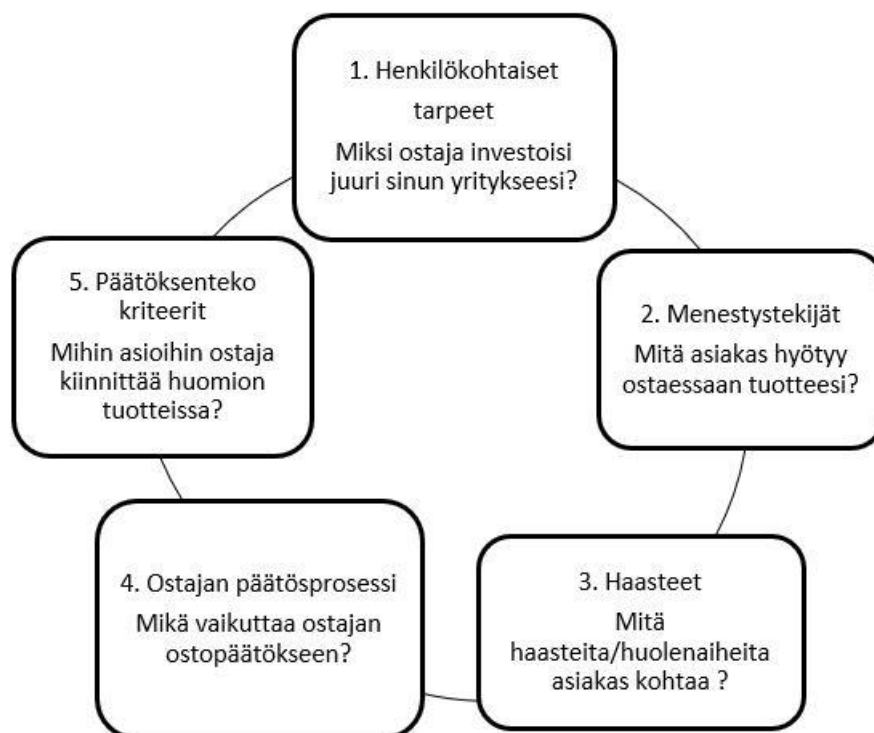 1. Henkilökohtaiset
tarpeet
Miksi ostaja investoisi
juuri sinun yritykseesi?
2. Menestystekijät
Mitä asiakas hyötyy
ostaessaan tuotteesi?
3. Haasteet
Mitä
haasteita/huolenaiheita
asiakas kohtaa ?
4. Ostajan päätösprosessi
Mikä vaikuttaa ostajan
ostopäätökseen?
5. Päätöksenteko
kriteerit
Mihin asioihin ostaja
kiinnittää huomion
tuotteissa?